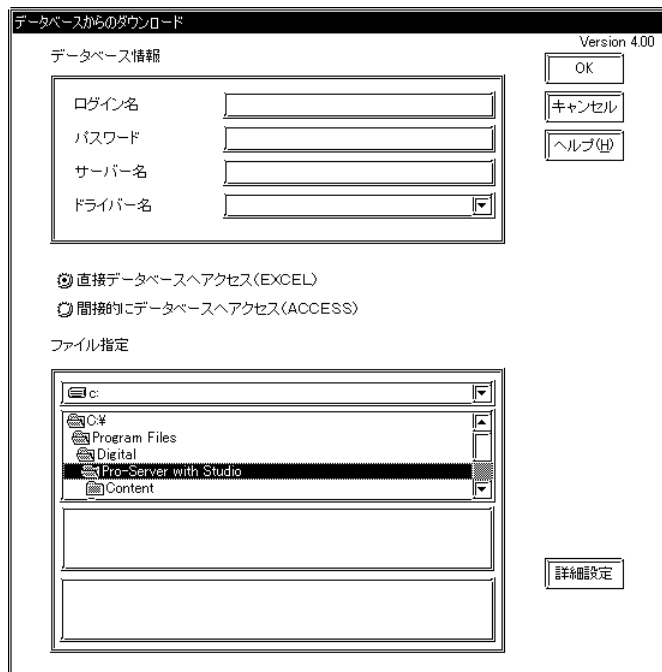 データベースからのダウンロード
Version 4.00
データベース情報
OK
ログイン名
キャンセル
パスワード
ヘルプ(H)
サーバー名
ドライバー名
直接データベースへアクセス(EXCEL)
間接的にデータベースへアクセス(ACCESS)
ファイル指定
c:
C:¥
Program Files
Digital
Pro-Server with Studio
Content
詳細設定